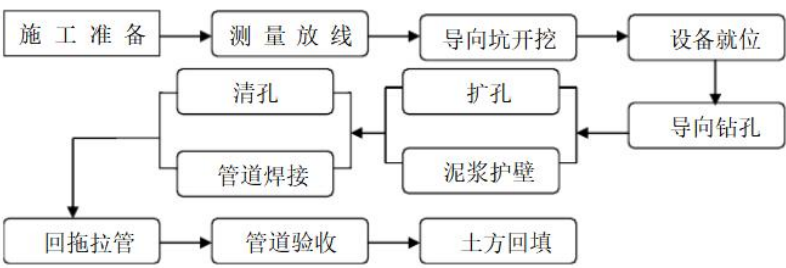 施工准备
测量放线
导向坑开挖
设备就位
导向钻孔
扩孔
泥浆护壁
清孔
管道焊接
回拖拉管
管道验收
土方回填